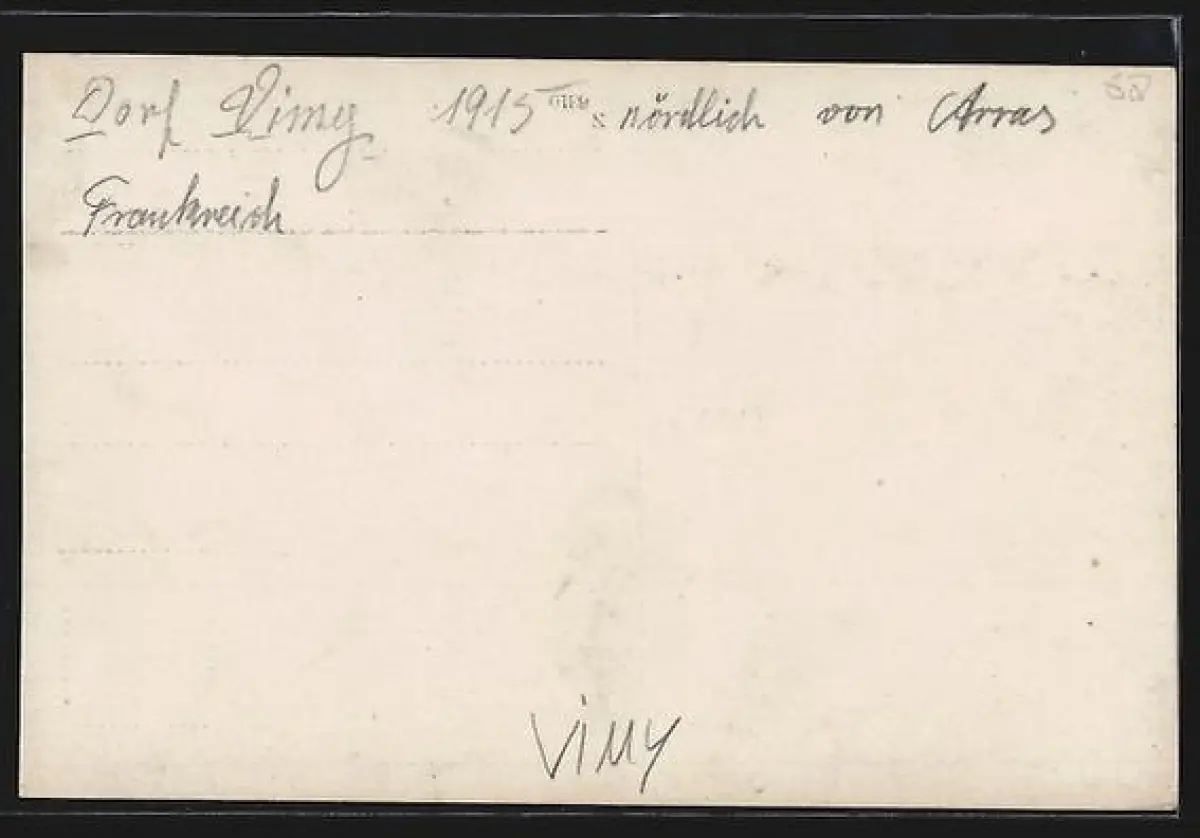 Dorf Vimy 1915 nördlich von Arras
Frankreich
VIMY